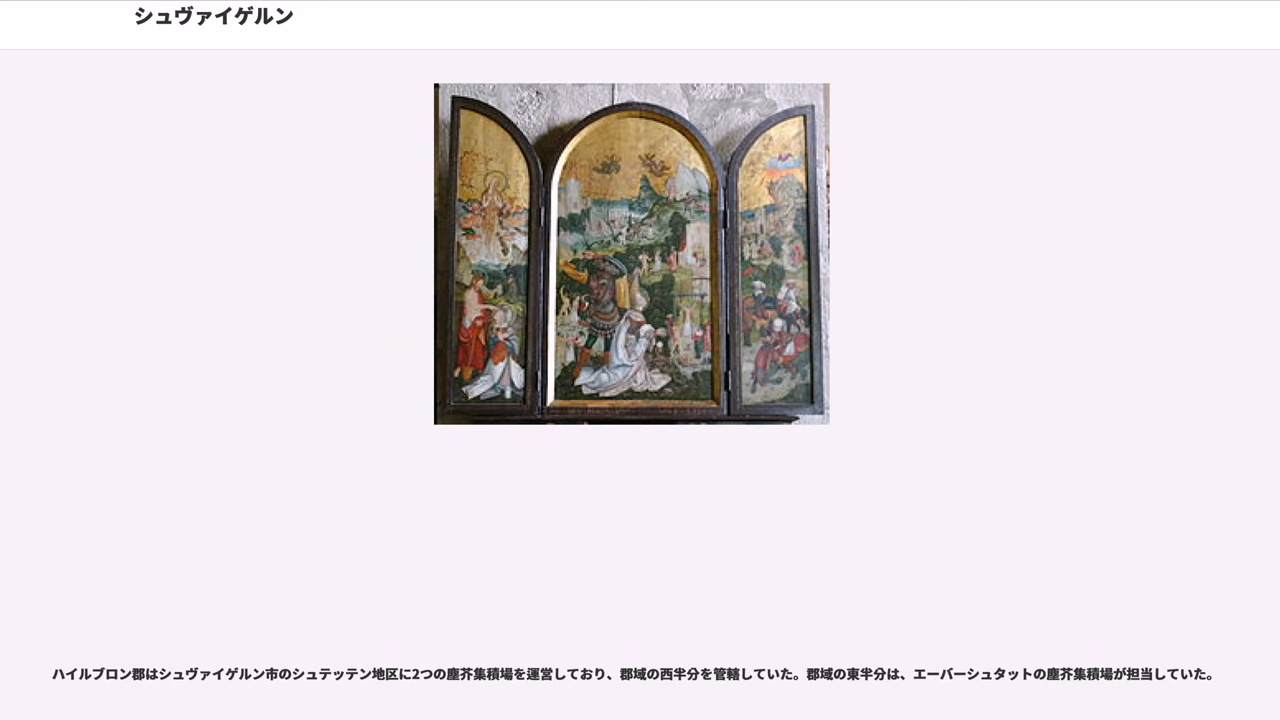 シュヴァイゲルン
ハイルブロン郡はシュヴァイゲルン市のシュテッテン地区に2つの塵芥集積場を運営しており、郡域の西半分を管轄していた。郡域の東半分は、エーバーシュタットの塵芥集積場が担当していた。